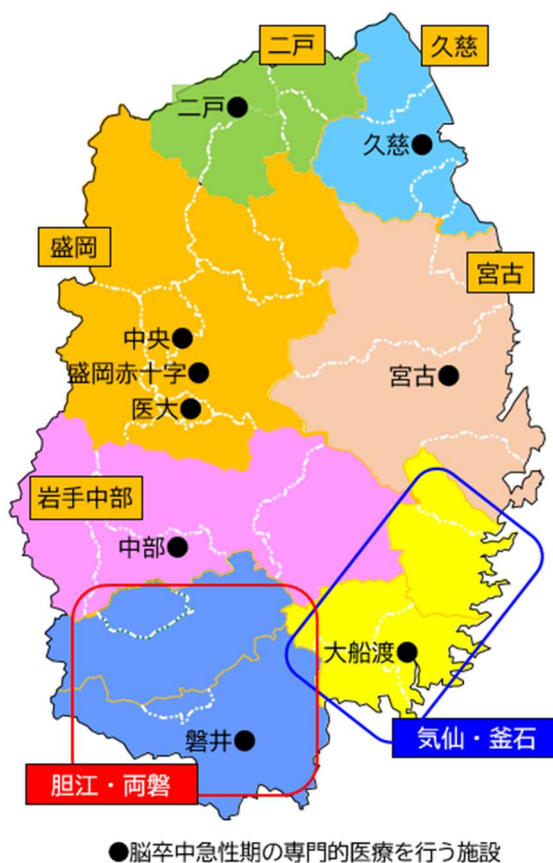 二戸
久慈
二戸●
久慈●
盛岡
宮古
中央●
盛岡赤十字●
医大●
宮古●
岩手中部
中部●
大船渡●
気仙・釜石
磐井●
胆江・両磐
●脳卒中急性期の専門的医療を行う施設